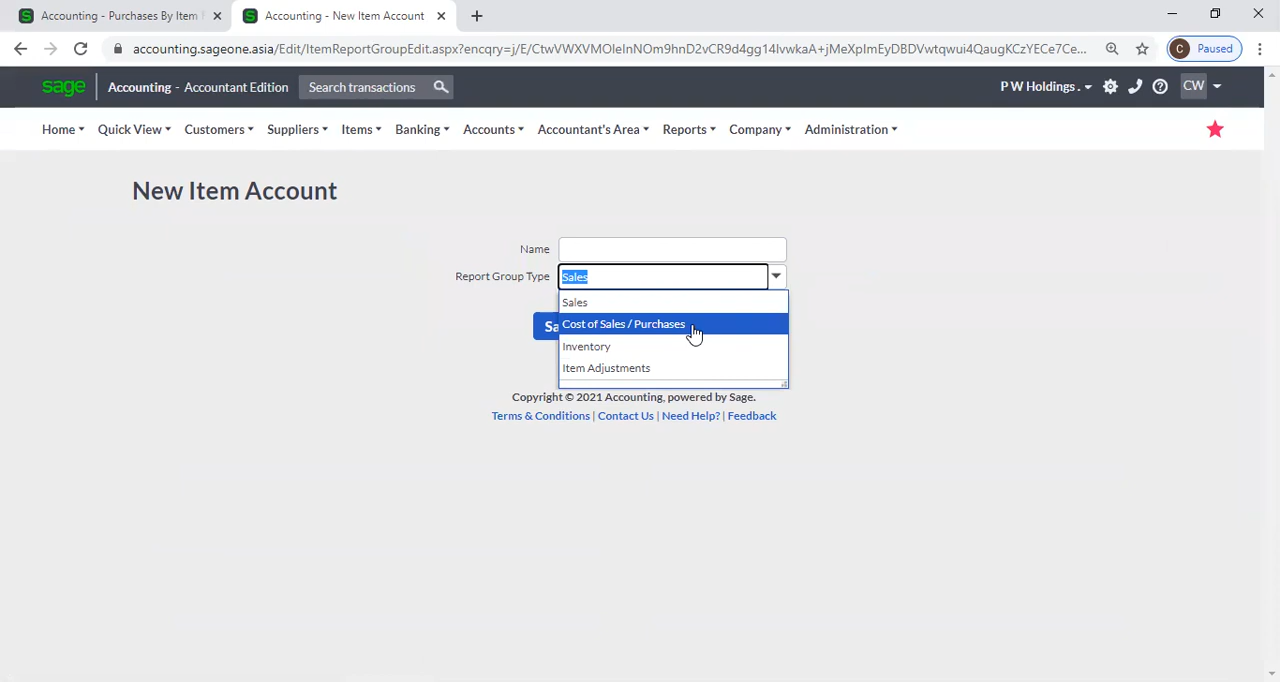 Accounting - Purchases By Item
Accounting - New Item Account
accounting.sageone.asia/Edit/ItemReportGroupEdit.aspx?encqry=j/E/CtwVWXVMOIeInNOm9hnD2vCR9d4gg14lvwkaA+jMeXpImEyDBDVwtqwui4QaugKCzYECe7Ce...
C Paused
sage Accounting - Accountant Edition Search transactions P W Holdings . CW
Home Quick View Customers Suppliers Items Banking Accounts Accountant's Area Reports Company Administration
New Item Account
Name
Report Group Type Sales
Sales
Sa Cost of Sales / Purchases
Inventory
Item Adjustments
Copyright © 2021 Accounting, powered by Sage.
Terms & Conditions | Contact Us | Need Help? | Feedback